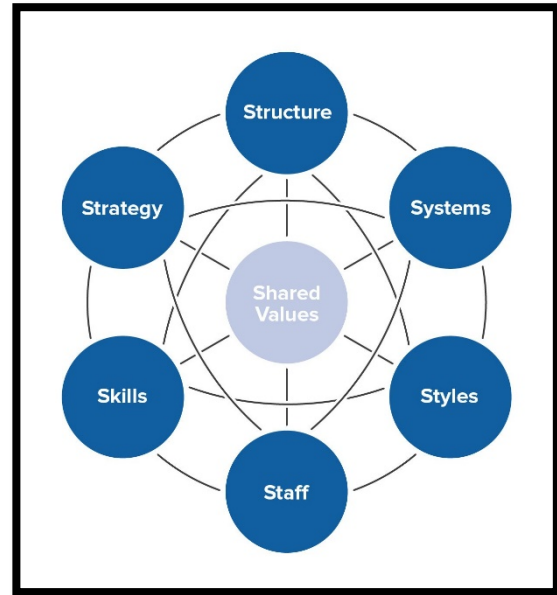 Structure
Strategy
Systems
Shared
Values
Skills
Styles
Staff